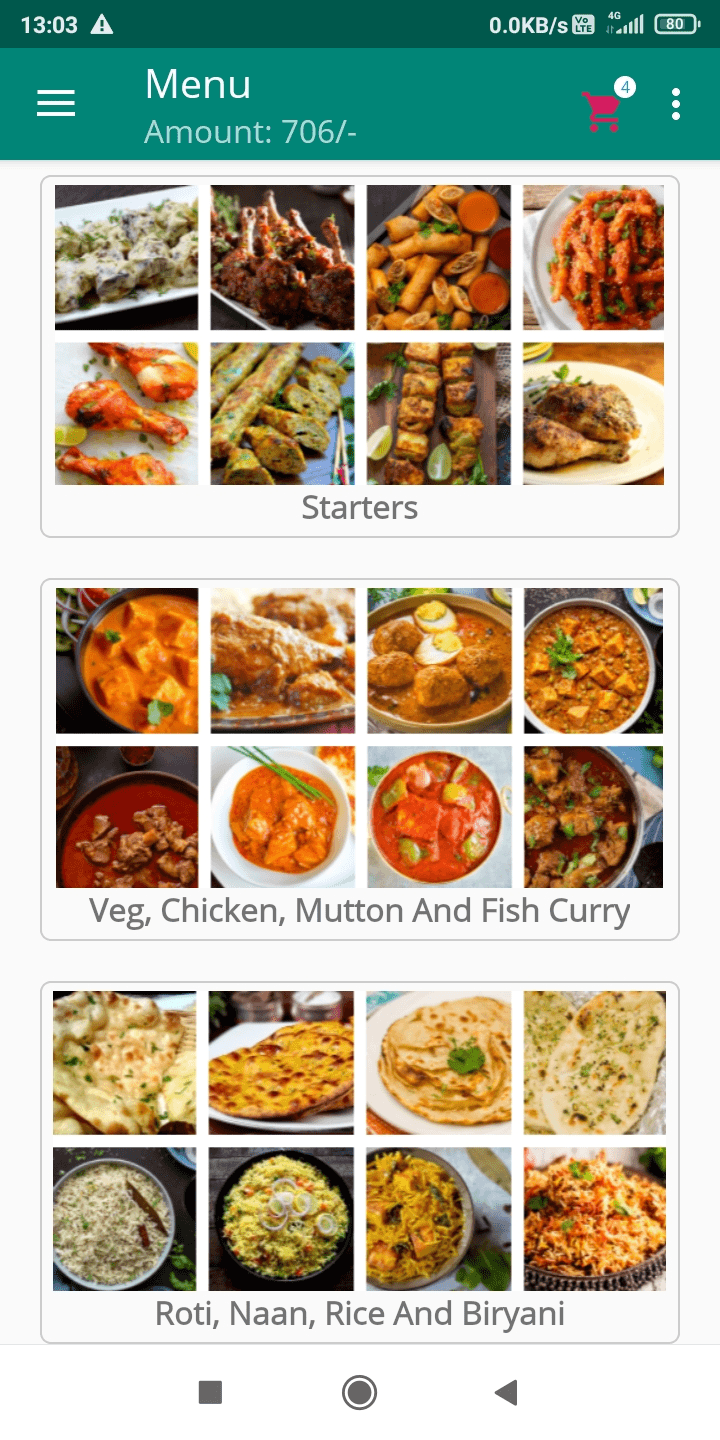 13:03
0.0KB/s Vo LTE 4G 80
Menu
Amount: 706/-
4
Starters
Veg, Chicken, Mutton And Fish Curry
Roti, Naan, Rice And Biryani